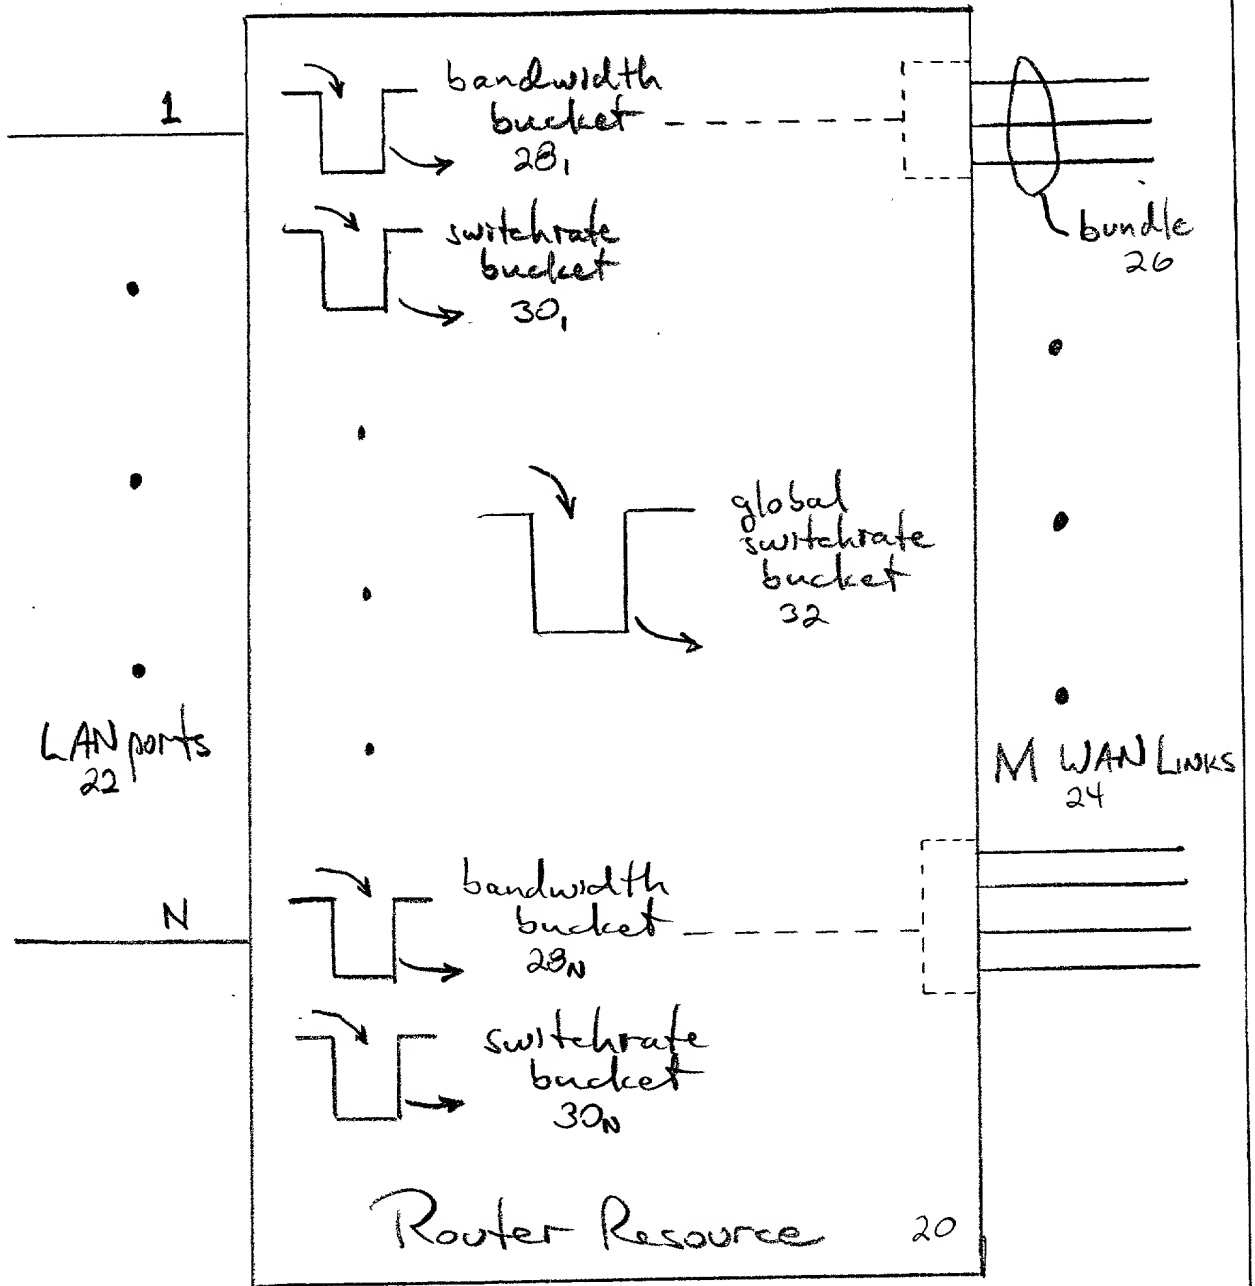 1
bandwidth
bucket
28₁
switchrate
bucket
30₁
bundle
26
global
switchrate
bucket
32
LAN ports
22
M WAN LINKS
24
N
bandwidth
bucket
28N
switchrate
bucket
30N
Router Resource 20